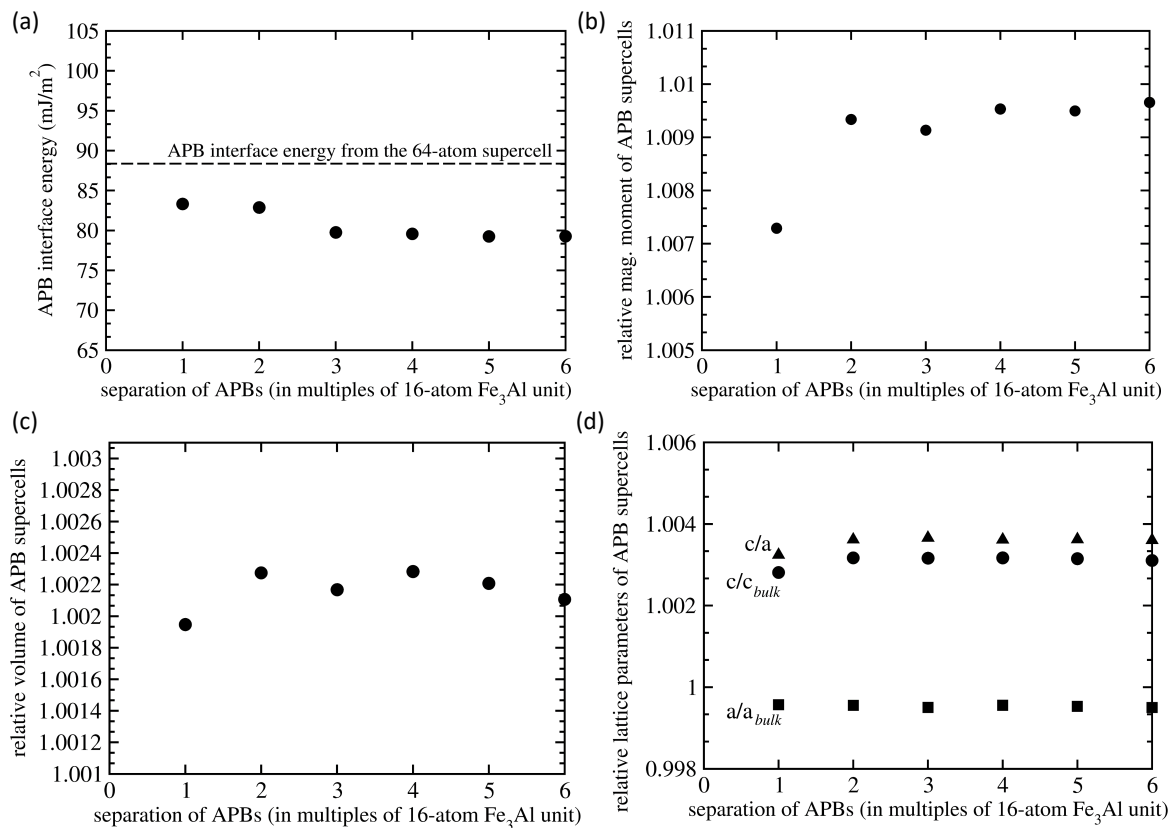 (a)
105
100
95
90
85
80
75
70
65
APB interface energy (mJ/m²)
APB interface energy from the 64-atom supercell
0 1 2 3 4 5 6
separation of APBs (in multiples of 16-atom Fe₃Al unit)
(b)
1.011
1.01
1.009
1.008
1.007
1.006
1.005
relative mag. moment of APB supercells
0 1 2 3 4 5 6
separation of APBs (in multiples of 16-atom Fe₃Al unit)
(c)
1.003
1.0028
1.0026
1.0024
1.0022
1.002
1.0018
1.0016
1.0014
1.0012
1.001
relative volume of APB supercells
0 1 2 3 4 5 6
separation of APBs (in multiples of 16-atom Fe₃Al unit)
(d)
1.006
1.004
1.002
1
0.998
relative lattice parameters of APB supercells
c/a
c/c_bulk
a/a_bulk
0 1 2 3 4 5 6
separation of APBs (in multiples of 16-atom Fe₃Al unit)